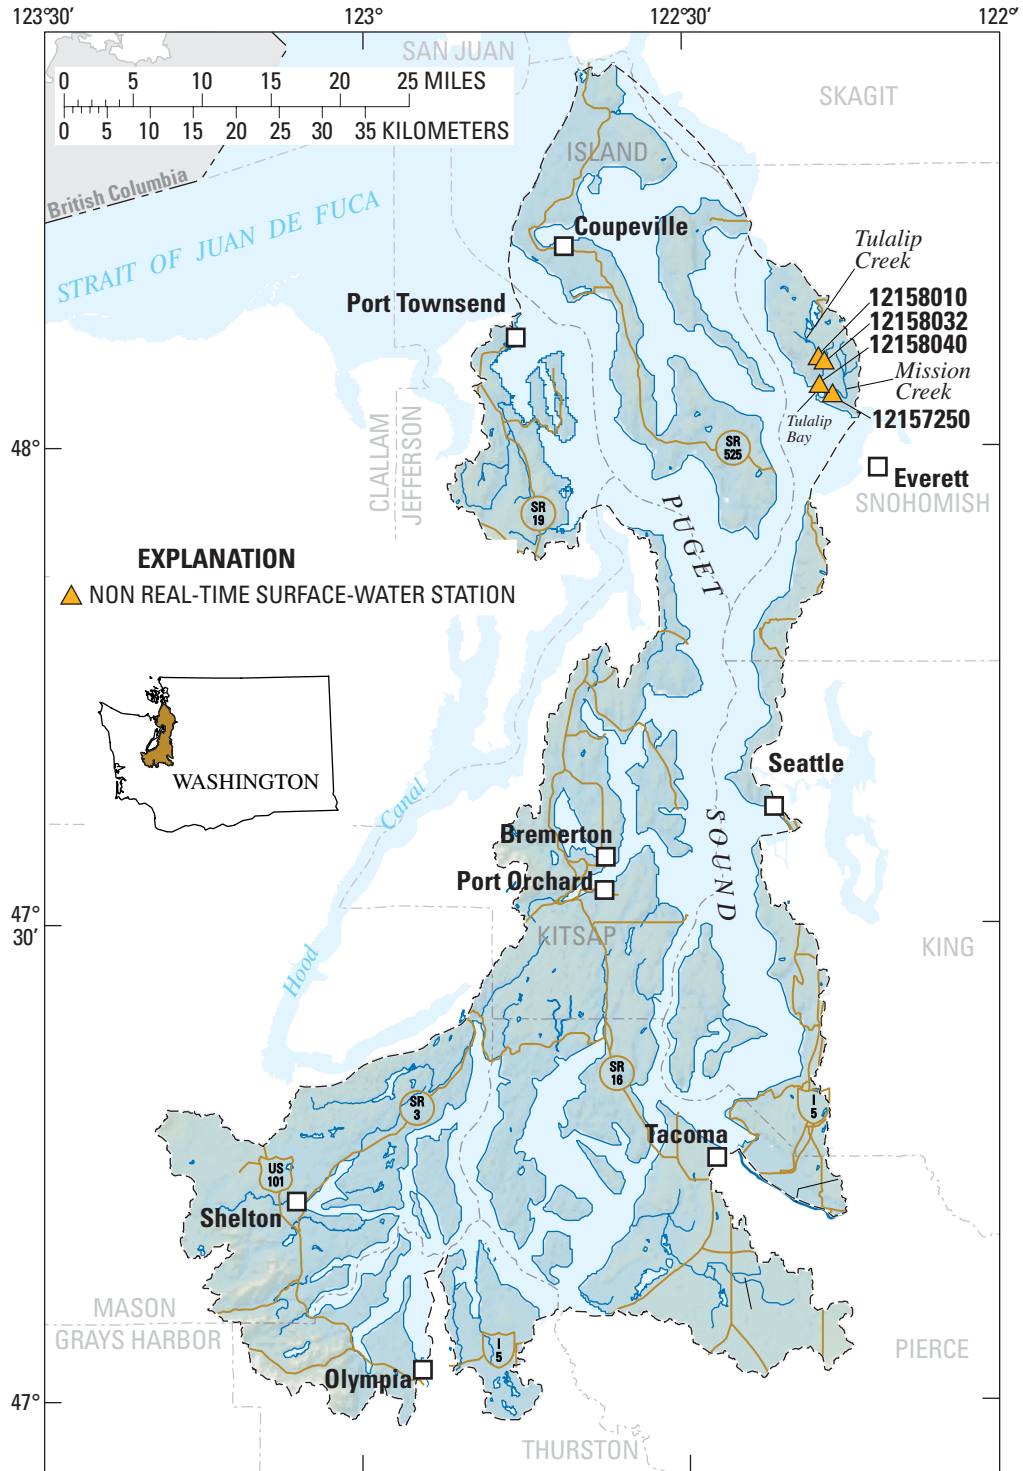 123°30'
123°
122°30'
122°
SAN JUAN
0 5 10 15 20 25 MILES
0 5 10 15 20 25 30 35 KILOMETERS
SKAGIT
ISLAND
British Columbia
STRAIT OF JUAN DE FUCA
Coupeville
Tulalip
Creek
Port Townsend
12158010
12158032
12158040
Mission
Creek
12157250
Tulalip
Bay
CLALLAM
JEFFERSON
SR
525
48°
Everett
SNOHOMISH
SR
19
PUGET
EXPLANATION
NON REAL-TIME SURFACE-WATER STATION
WASHINGTON
Seattle
Canal
SOUND
Bremerton
Port Orchard
47°
30'
KITSAP
KING
Hood
SR
16
SR
3
I
5
Tacoma
US
101
Shelton
MASON
GRAYS HARBOR
I
5
PIERCE
Olympia
47°
THURSTON